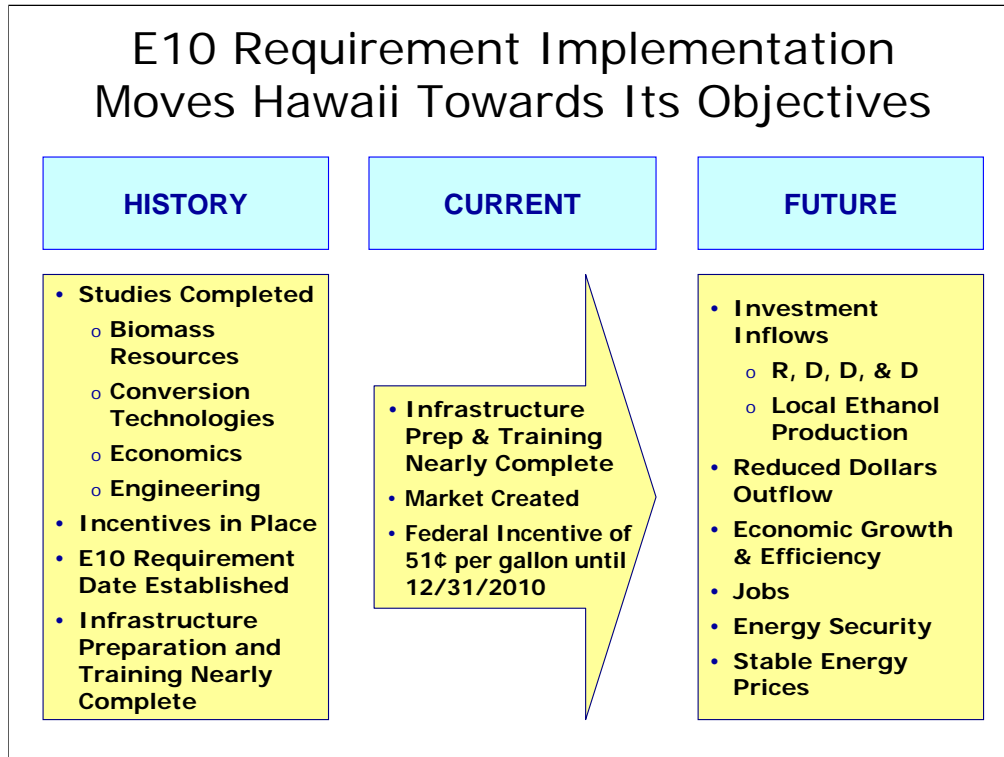 E10 Requirement Implementation
Moves Hawaii Towards Its Objectives
HISTORY
• Studies Completed
o Biomass
Resources
o Conversion
Technologies
o Economics
o Engineering
• Incentives in Place
• E10 Requirement
Date Established
• Infrastructure
Preparation and
Training Nearly
Complete
CURRENT
• Infrastructure
Prep & Training
Nearly Complete
• Market Created
• Federal Incentive of
51¢ per gallon until
12/31/2010
FUTURE
• Investment
Inflows
o R, D, D, & D
o Local Ethanol
Production
• Reduced Dollars
Outflow
• Economic Growth
& Efficiency
• Jobs
• Energy Security
• Stable Energy
Prices